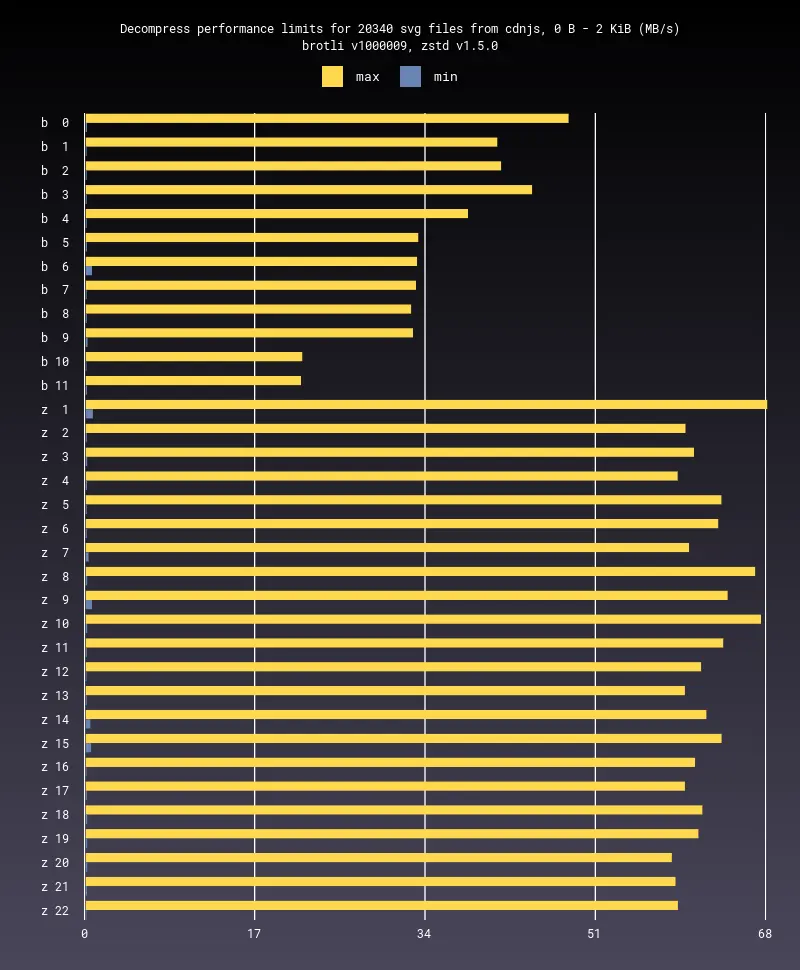 Decompress performance limits for 20340 svg files from cdnjs, 0 B - 2 KiB (MB/s)
brotli v1000009, zstd v1.5.0
max min
b 0
b 1
b 2
b 3
b 4
b 5
b 6
b 7
b 8
b 9
b 10
b 11
z 1
z 2
z 3
z 4
z 5
z 6
z 7
z 8
z 9
z 10
z 11
z 12
z 13
z 14
z 15
z 16
z 17
z 18
z 19
z 20
z 21
z 22
0 17 34 51 68